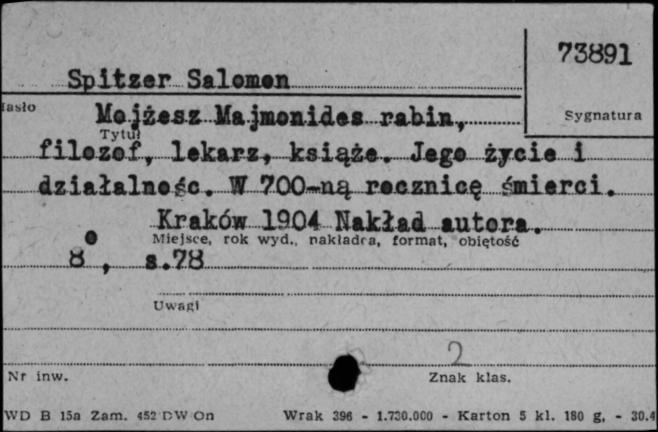 73891
Spitzer Salomon
Hasło
Mojżesz Majmonides rabin,
Sygnatura
Tytuł
filozof, lekarz, książe. Jego życie i
działalnośc. W 700-ną rocznicę śmierci.
Kraków 1904 Nakład autora.
Miejsce, rok wyd., nakładca, format, objętość
8°, s.78
Uwagi
2
Nr inw.
Znak klas.
WD B 15a Zam. 452 DW On Wrak 396 - 1.730.000 - Karton 5 kl. 180 g. - 30.4